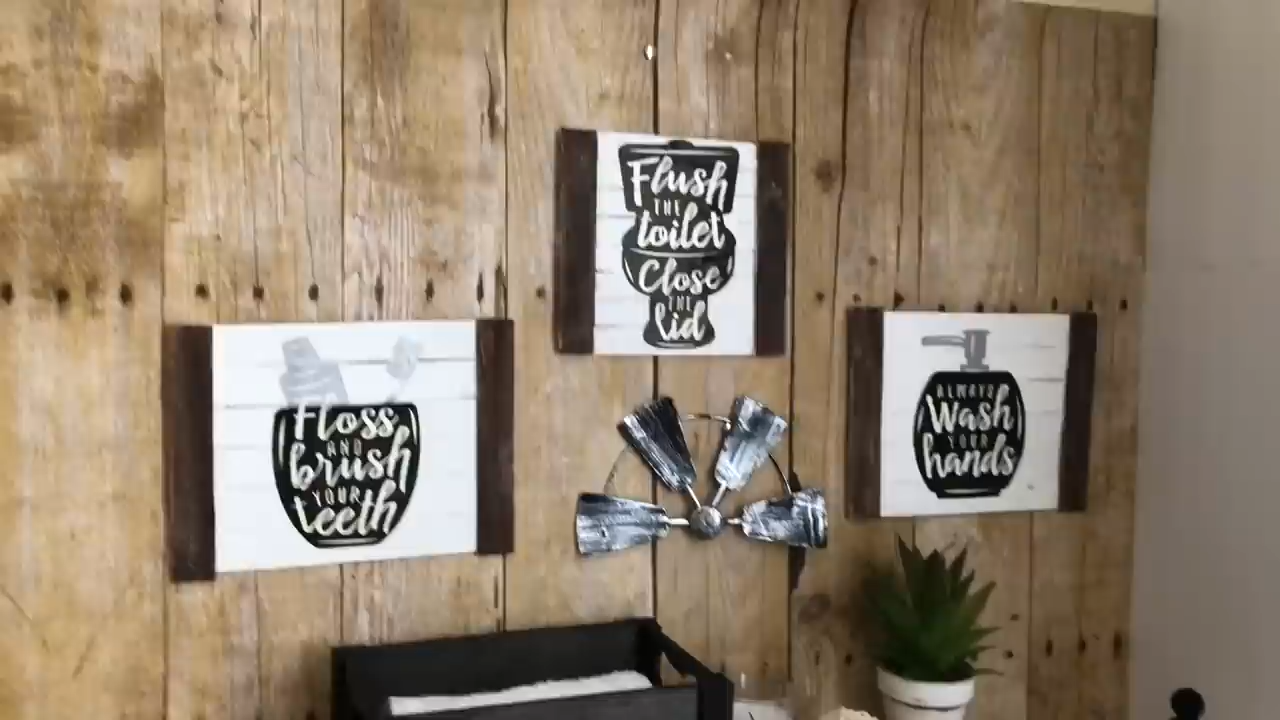 Flush
THE
toilet
Close
THE
lid
Floss
AND
brush
YOUR
teeth
ALWAYS
Wash
YOUR
hands